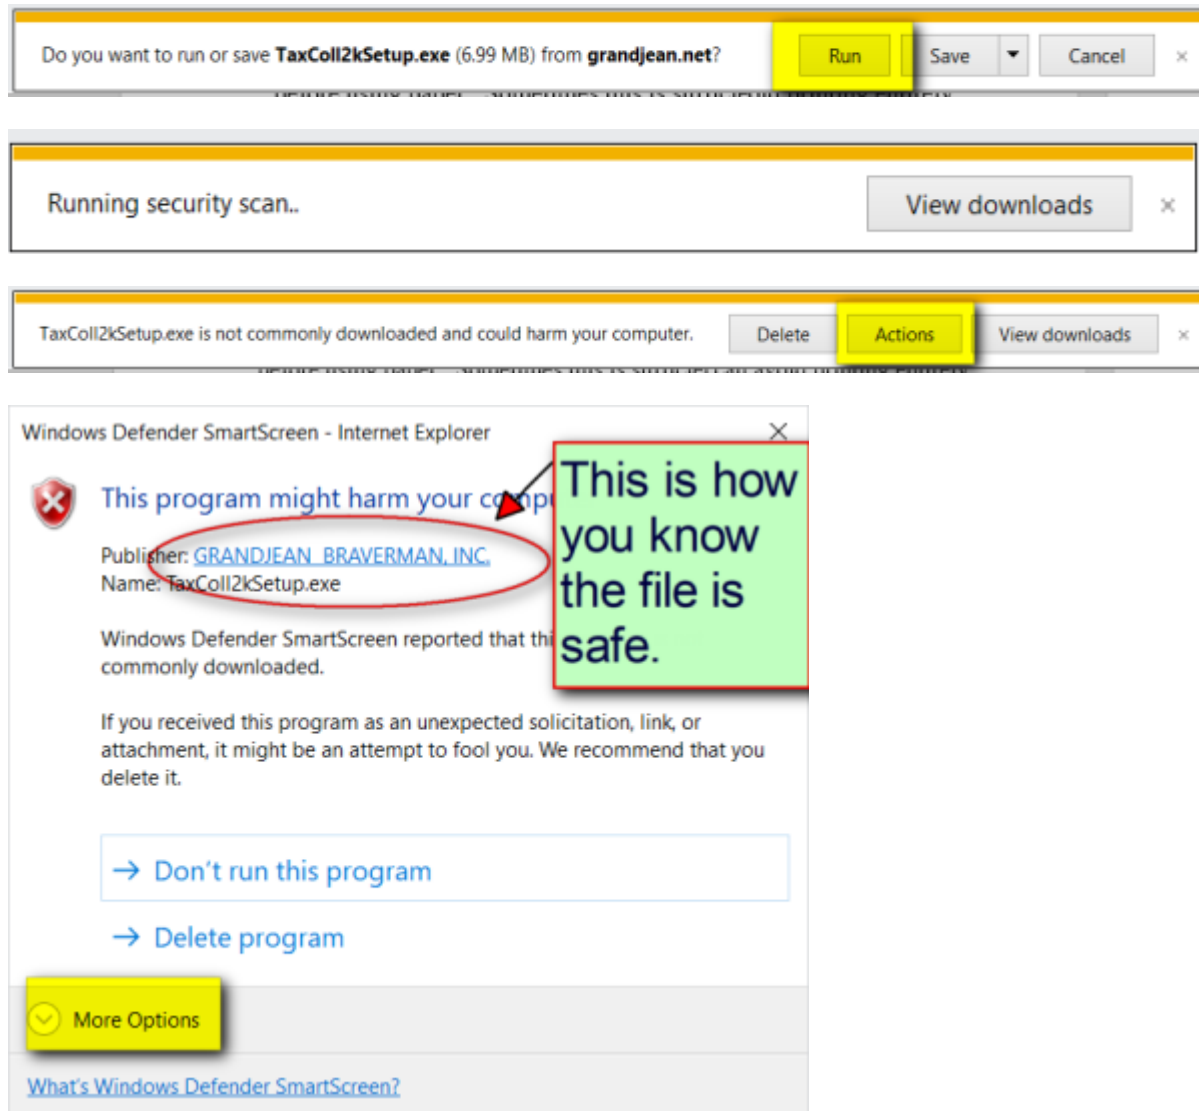 Do you want to run or save TaxColl2kSetup.exe (6.99 MB) from grandjean.net?
Run
Save
Cancel
Running security scan..
View downloads
TaxColl2kSetup.exe is not commonly downloaded and could harm your computer.
Delete
Actions
View downloads
Windows Defender SmartScreen - Internet Explorer
This program might harm your
This is how
you know
the file is
safe.
Publisher: GRANDJEAN BRAVERMAN, INC.
Name: TaxColl2kSetup.exe
Windows Defender SmartScreen reported that
commonly downloaded.
If you received this program as an unexpected solicitation, link, or
attachment, it might be an attempt to fool you. We recommend that you
delete it.
Don't run this program
Delete program
More Options
What's Windows Defender SmartScreen?